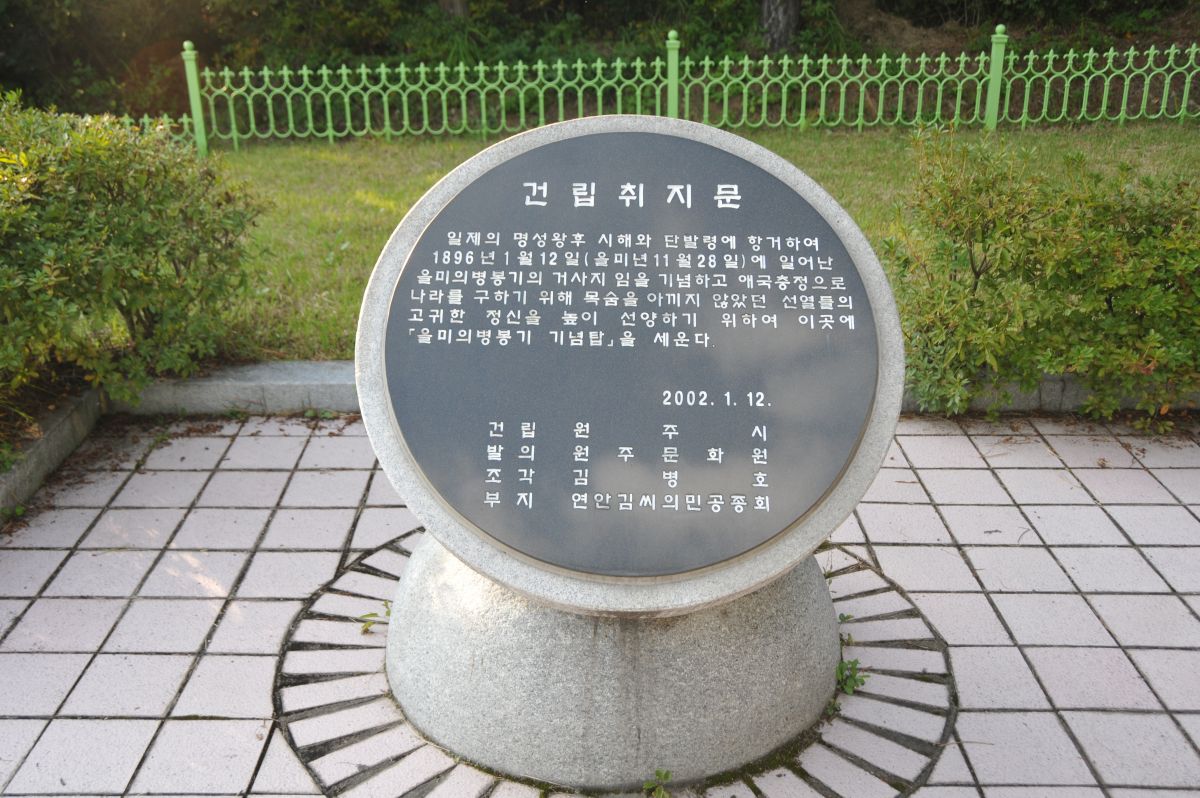 건립취지문
일제의 명성왕후 시해와 단발령에 항거하여
1896년 1월 12일(을미년11월28일)에 일어난
을미의병봉기의 거사지 임을 기념하고 애국충정으로
나라를 구하기 위해 목숨을 아끼지 않았던 선열들의
고귀한 정신을 높이 선양하기 위하여 이곳에
「을미의병봉기 기념탑」을 세운다.
2002. 1. 12.
건립 원주시
발의 원주문화원
조각 김병호
부지 연안김씨의민공종회